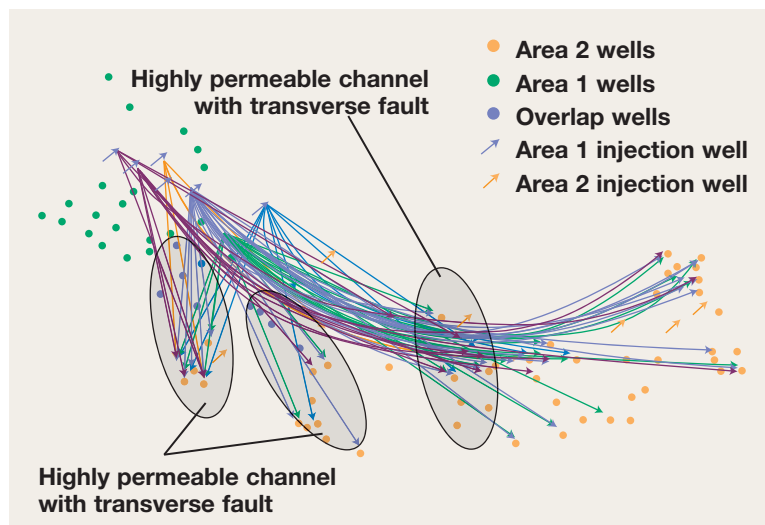 Highly permeable channel
with transverse fault
Area 2 wells
Area 1 wells
Overlap wells
Area 1 injection well
Area 2 injection well
Highly permeable channel
with transverse fault